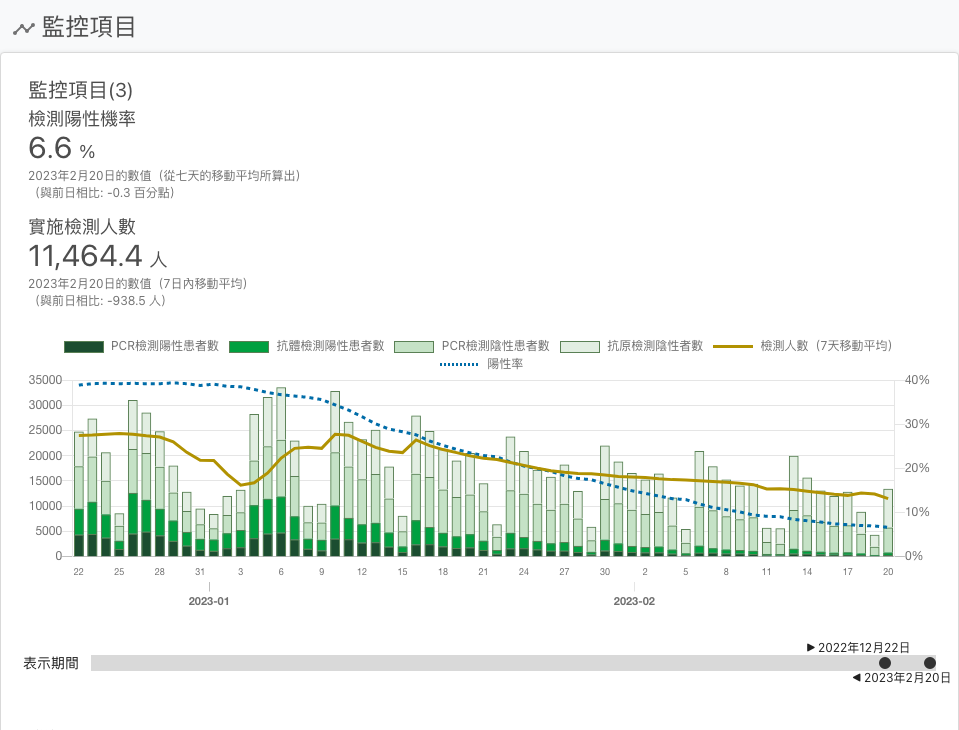 監控項目
監控項目(3)
檢測陽性機率
6.6 %
2023年2月20日的數值（從七天的移動平均所算出）
（與前日相比: -0.3 百分點）
實施檢測人數
11,464.4 人
2023年2月20日的數值（7日內移動平均）
（與前日相比: -938.5 人）
PCR檢測陽性患者數 抗體檢測陽性患者數 PCR檢測陰性患者數 抗原檢測陰性者數 檢測人數（7天移動平均）
陽性率
35000 40%
30000
25000 30%
20000
15000 20%
10000 10%
5000
0 0%
22 25 28 31 3 6 9 12 15 18 21 24 27 30 2 5 8 11 14 17 20
2023-01 2023-02
▶ 2022年12月22日
表示期間
◀ 2023年2月20日